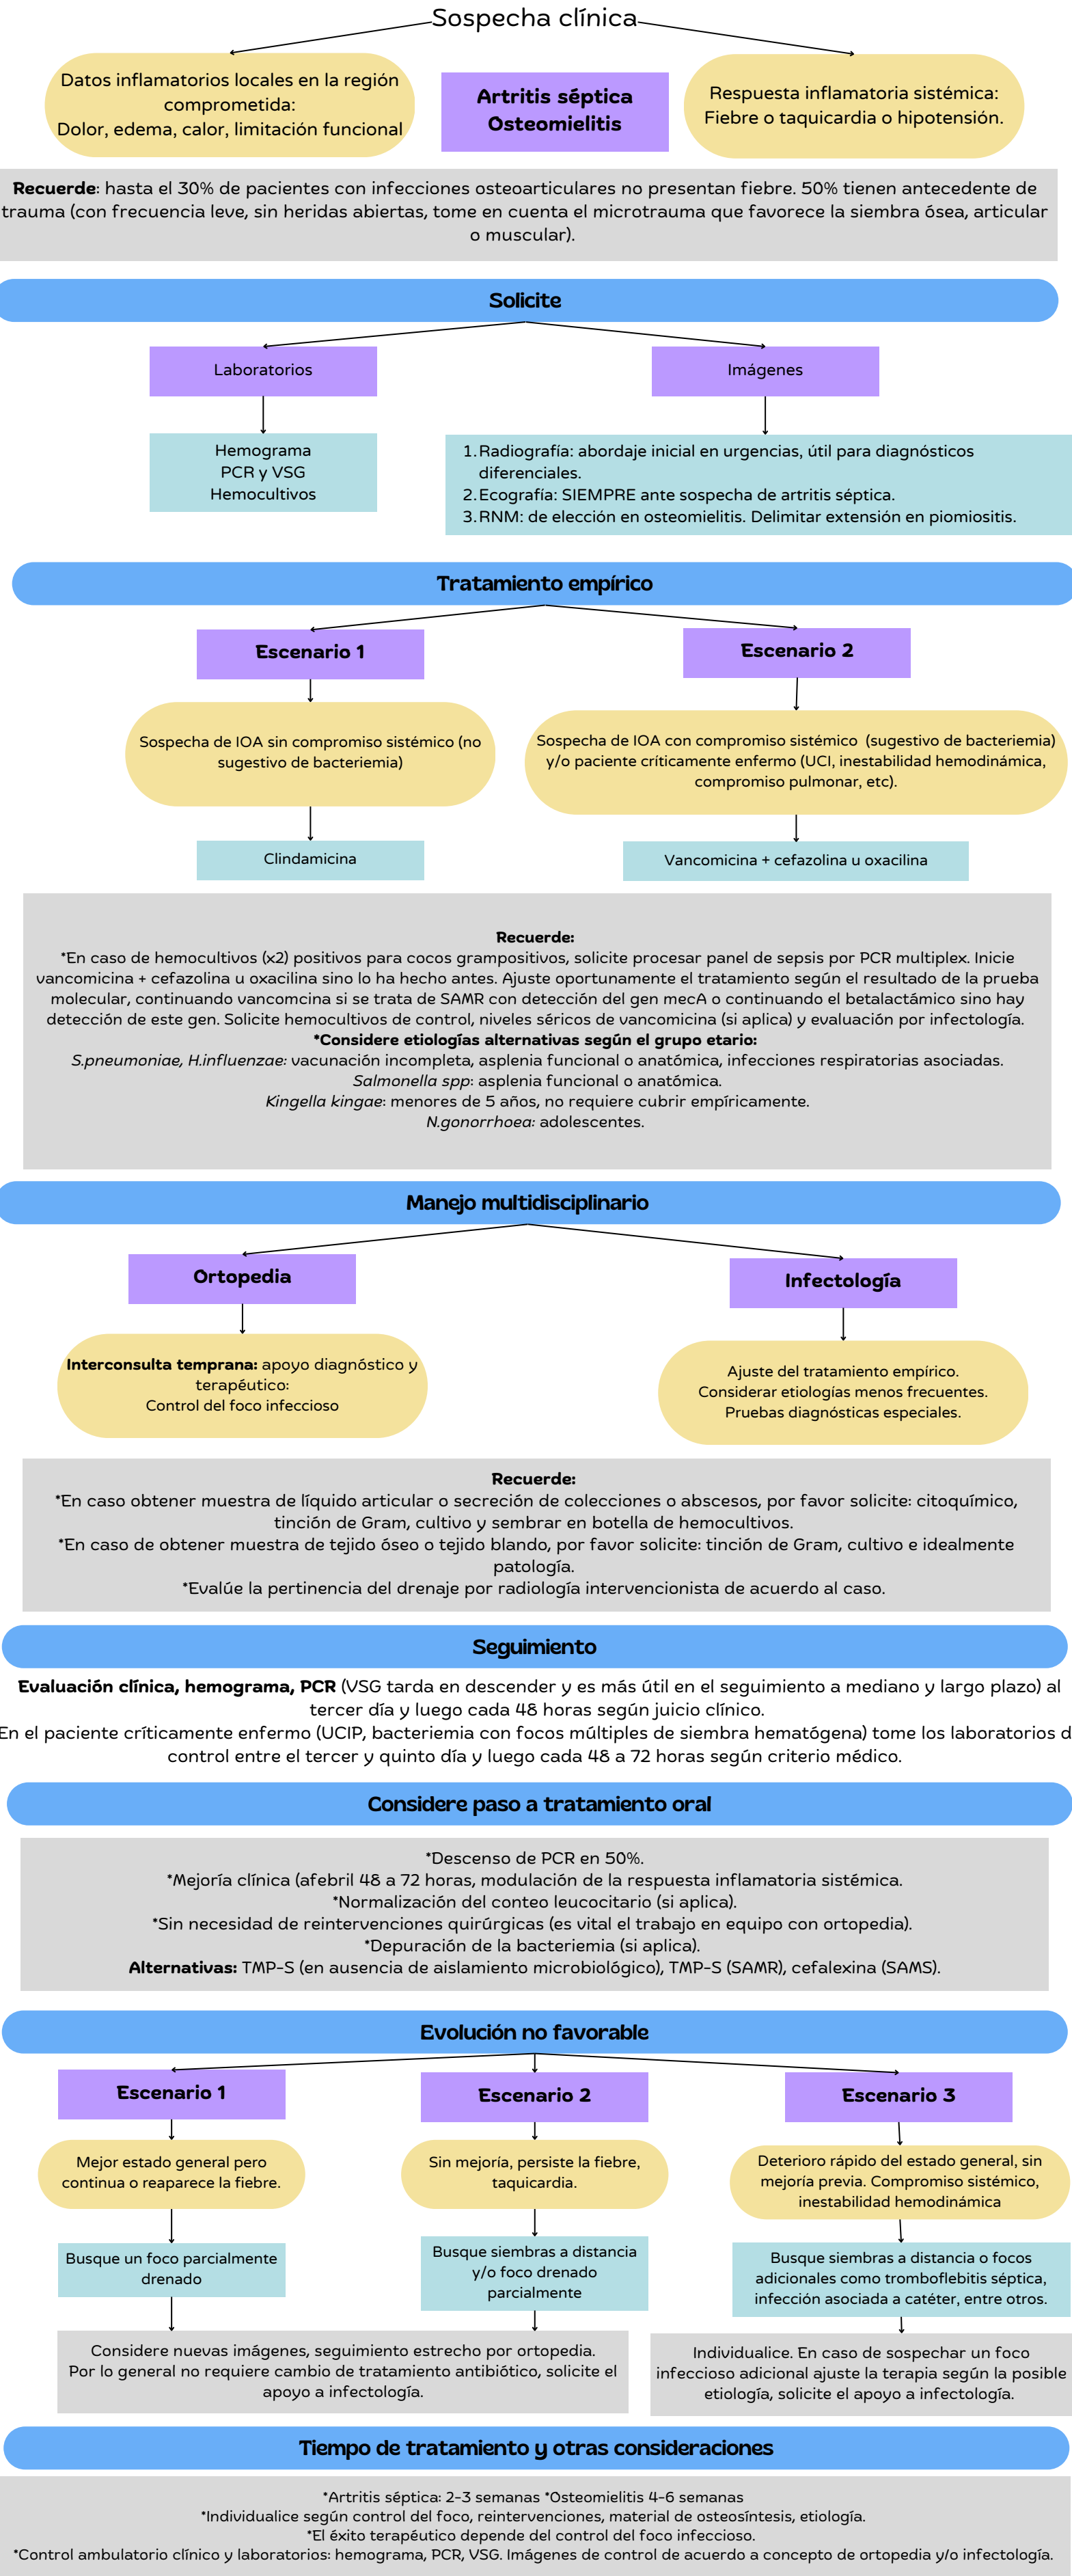 Sospecha clínica
Datos inflamatorios locales en la región
comprometida:
Dolor, edema, calor, limitación funcional
Artritis séptica
Osteomielitis
Respuesta inflamatoria sistémica:
Fiebre o taquicardia o hipotensión.
Recuerde: hasta el 30% de pacientes con infecciones osteoarticulares no presentan fiebre. 50% tienen antecedente de
trauma (con frecuencia leve, sin heridas abiertas, tome en cuenta el microtrauma que favorece la siembra ósea, articular
o muscular).
Solicite
Laboratorios
Imágenes
Hemograma
PCR y VSG
Hemocultivos
1. Radiografía: abordaje inicial en urgencias, útil para diagnósticos
diferenciales.
2. Ecografía: SIEMPRE ante sospecha de artritis séptica.
3. RNM: de elección en osteomielitis. Delimitar extensión en piomiositis.
Tratamiento empírico
Escenario 1
Escenario 2
Sospecha de IOA sin compromiso sistémico (no
sugestivo de bacteriemia)
Sospecha de IOA con compromiso sistémico (sugestivo de bacteriemia)
y/o paciente críticamente enfermo (UCI, inestabilidad hemodinámica,
compromiso pulmonar, etc).
Clindamicina
Vancomicina + cefazolina u oxacilina
Recuerde:
*En caso de hemocultivos (x2) positivos para cocos grampositivos, solicite procesar panel de sepsis por PCR multiplex. Inicie
vancomicina + cefazolina u oxacilina sino lo ha hecho antes. Ajuste oportunamente el tratamiento según el resultado de la prueba
molecular, continuando vancomcina si se trata de SAMR con detección del gen mecA o continuando el betalactámico sino hay
detección de este gen. Solicite hemocultivos de control, niveles séricos de vancomicina (si aplica) y evaluación por infectología.
*Considere etiologías alternativas según el grupo etario:
S.pneumoniae, H.influenzae: vacunación incompleta, asplenia funcional o anatómica, infecciones respiratorias asociadas.
Salmonella spp: asplenia funcional o anatómica.
Kingella kingae: menores de 5 años, no requiere cubrir empíricamente.
N.gonorrhoea: adolescentes.
Manejo multidisciplinario
Ortopedia
Infectología
Interconsulta temprana: apoyo diagnóstico y
terapéutico:
Control del foco infeccioso
Ajuste del tratamiento empírico.
Considerar etiologías menos frecuentes.
Pruebas diagnósticas especiales.
Recuerde:
*En caso obtener muestra de líquido articular o secreción de colecciones o abscesos, por favor solicite: citoquímico,
tinción de Gram, cultivo y sembrar en botella de hemocultivos.
*En caso de obtener muestra de tejido óseo o tejido blando, por favor solicite: tinción de Gram, cultivo e idealmente
patología.
*Evalúe la pertinencia del drenaje por radiología intervencionista de acuerdo al caso.
Seguimiento
Evaluación clínica, hemograma, PCR (VSG tarda en descender y es más útil en el seguimiento a mediano y largo plazo) al
tercer día y luego cada 48 horas según juicio clínico.
En el paciente críticamente enfermo (UCIP, bacteriemia con focos múltiples de siembra hematógena) tome los laboratorios d
control entre el tercer y quinto día y luego cada 48 a 72 horas según criterio médico.
Considere paso a tratamiento oral
*Descenso de PCR en 50%.
*Mejoría clínica (afebril 48 a 72 horas, modulación de la respuesta inflamatoria sistémica.
*Normalización del conteo leucocitario (si aplica).
*Sin necesidad de reintervenciones quirúrgicas (es vital el trabajo en equipo con ortopedia).
*Depuración de la bacteriemia (si aplica).
Alternativas: TMP-S (en ausencia de aislamiento microbiológico), TMP-S (SAMR), cefalexina (SAMS).
Evolución no favorable
Escenario 1
Escenario 2
Escenario 3
Mejor estado general pero
continua o reaparece la fiebre.
Sin mejoría, persiste la fiebre,
taquicardia.
Deterioro rápido del estado general, sin
mejoría previa. Compromiso sistémico,
inestabilidad hemodinámica
Busque un foco parcialmente
drenado
Busque siembras a distancia
y/o foco drenado
parcialmente
Busque siembras a distancia o focos
adicionales como tromboflebitis séptica,
infección asociada a catéter, entre otros.
Considere nuevas imágenes, seguimiento estrecho por ortopedia.
Por lo general no requiere cambio de tratamiento antibiótico, solicite el
apoyo a infectología.
Individualice. En caso de sospechar un foco
infeccioso adicional ajuste la terapia según la posible
etiología, solicite el apoyo a infectología.
Tiempo de tratamiento y otras consideraciones
*Artritis séptica: 2-3 semanas *Osteomielitis 4-6 semanas
*Individualice según control del foco, reintervenciones, material de osteosíntesis, etiología.
*El éxito terapéutico depende del control del foco infeccioso.
*Control ambulatorio clínico y laboratorios: hemograma, PCR, VSG. Imágenes de control de acuerdo a concepto de ortopedia y/o infectología.